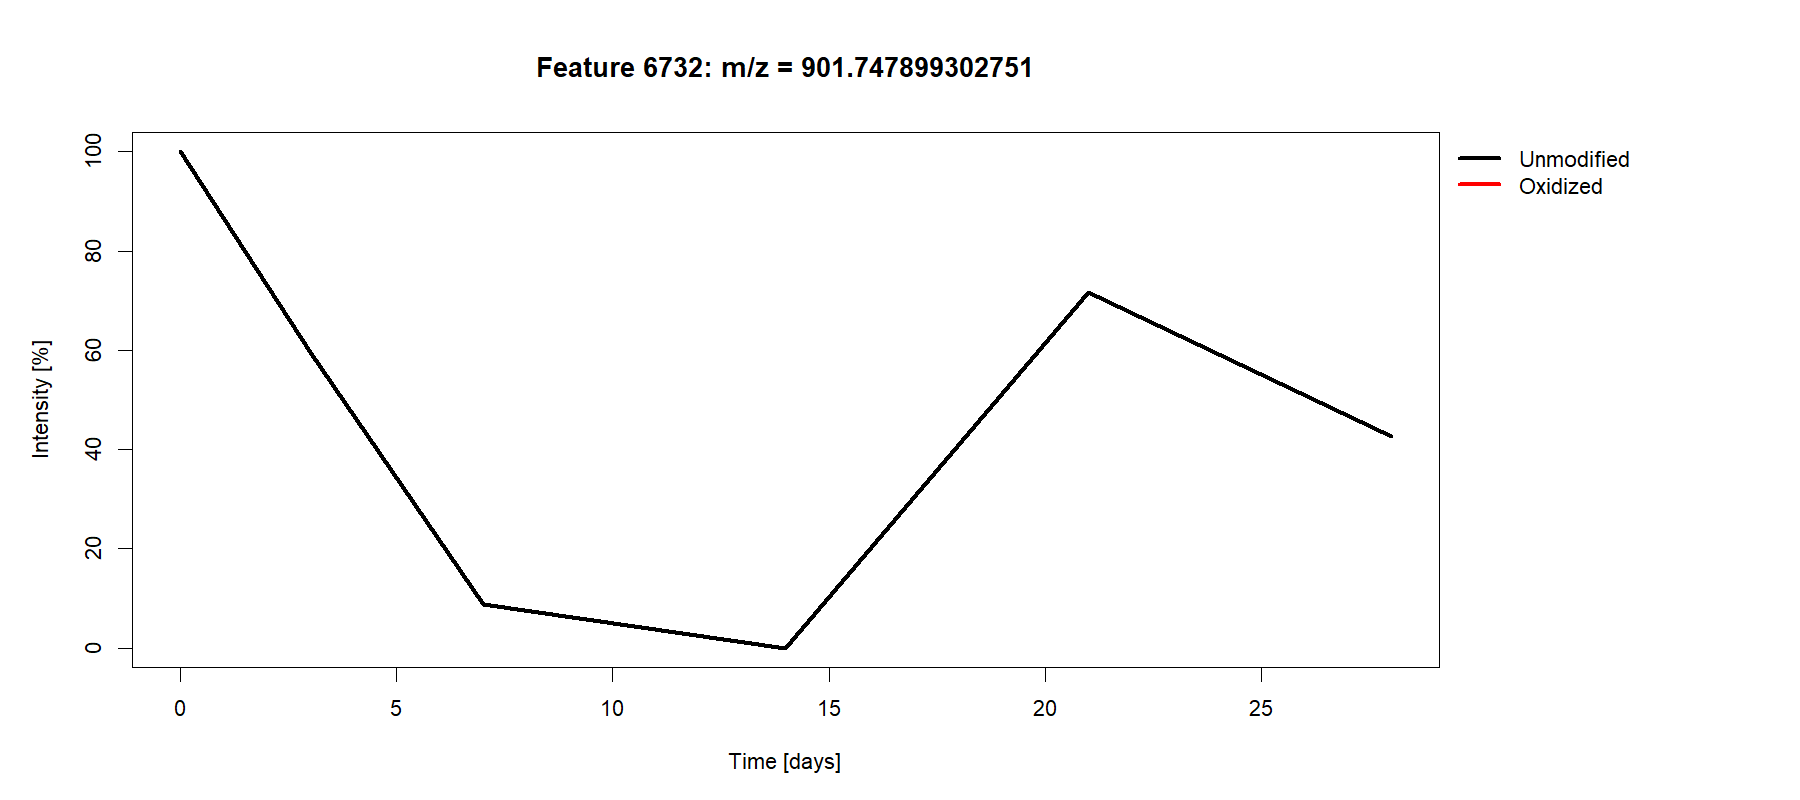 Feature 6732: m/z = 901.747899302751
Unmodified
Oxidized
Intensity [%]
100
80
60
40
20
0
0 5 10 15 20 25
Time [days]